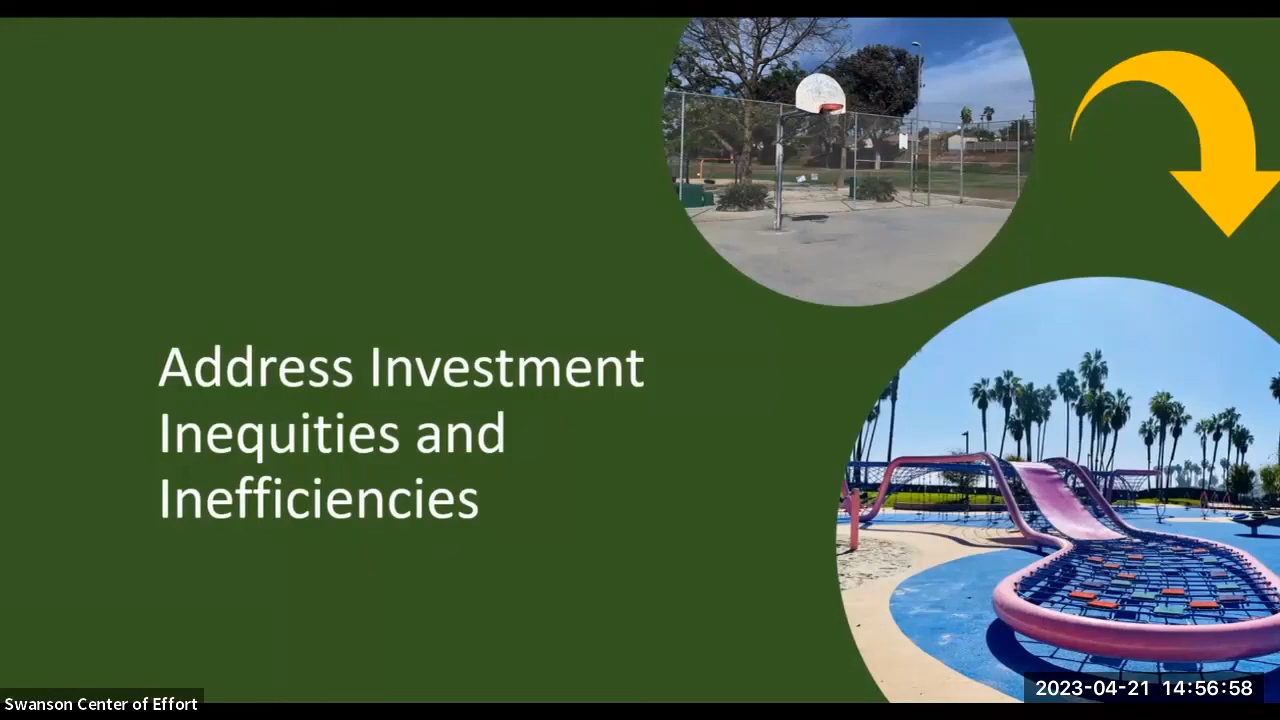 Address Investment
Inequities and
Inefficiencies
Swanson Center of Effort
2023-04-21 14:56:58